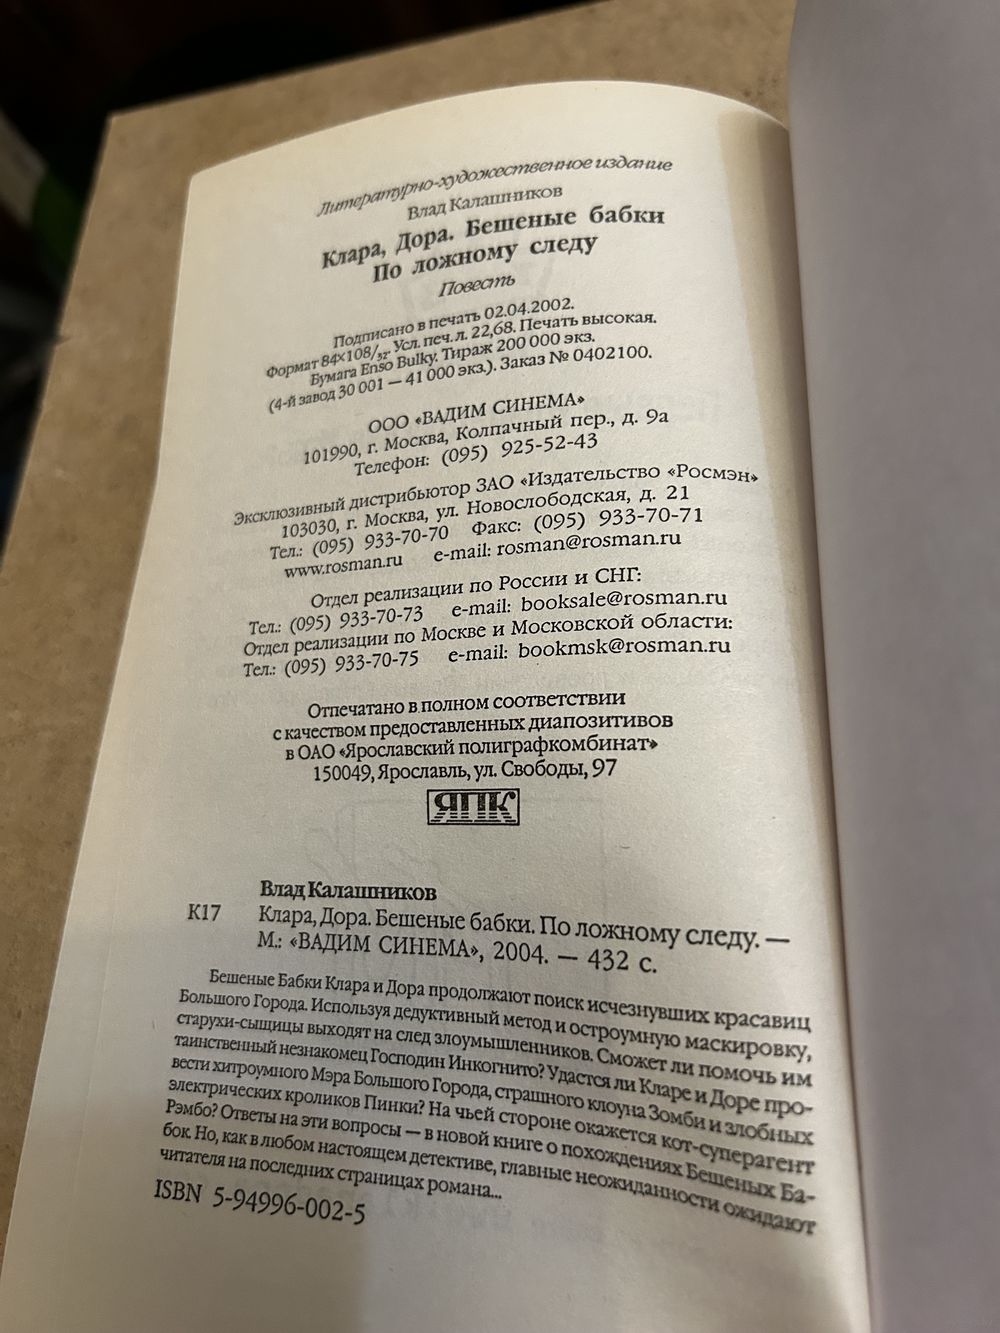 Литературно-художественное издание
Влад Калашников
Клара, Дора. Бешеные бабки
По ложному следу
Повесть
Подписано в печать 02.04.2002.
Формат 84×108/32. Усл. печ. л. 22,68. Печать высокая.
Бумага Enso Bulky. Тираж 200 000 экз.
(4-й завод 30 001 — 41 000 экз.). Заказ № 0402100.
ООО «ВАДИМ СИНЕМА»
101990, г. Москва, Колпачный пер., д. 9а
Телефон: (095) 925-52-43
Эксклюзивный дистрибьютор ЗАО «Издательство «Росмэн»
103030, г. Москва, ул. Новослободская, д. 21
Тел.: (095) 933-70-70 Факс: (095) 933-70-71
www.rosman.ru e-mail: rosman@rosman.ru
Отдел реализации по России и СНГ:
Тел.: (095) 933-70-73 e-mail: booksale@rosman.ru
Отдел реализации по Москве и Московской области:
Тел.: (095) 933-70-75 e-mail: bookmsk@rosman.ru
Отпечатано в полном соответствии
с качеством предоставленных диапозитивов
в ОАО «Ярославский полиграфкомбинат»
150049, Ярославль, ул. Свободы, 97
ЯПК
Влад Калашников
К17 Клара, Дора. Бешеные бабки. По ложному следу. —
М.: «ВАДИМ СИНЕМА», 2004. — 432 с.
Бешеные Бабки Клара и Дора продолжают поиск исчезнувших красавиц
Большого Города. Используя дедуктивный метод и остроумную маскировку,
старухи-сыщицы выходят на след злоумышленников. Сможет ли помочь им
таинственный незнакомец Господин Инкогнито? Удастся ли Кларе и Доре про-
вести хитроумного Мэра Большого Города, страшного клоуна Зомби и злобных
электрических кроликов Пинки? На чьей стороне окажется кот-суперагент
Рэмбо? Ответы на эти вопросы — в новой книге о похождениях Бешеных Ба-
бок. Но, как в любом настоящем детективе, главные неожиданности ожидают
читателя на последних страницах романа...
ISBN 5-94996-002-5